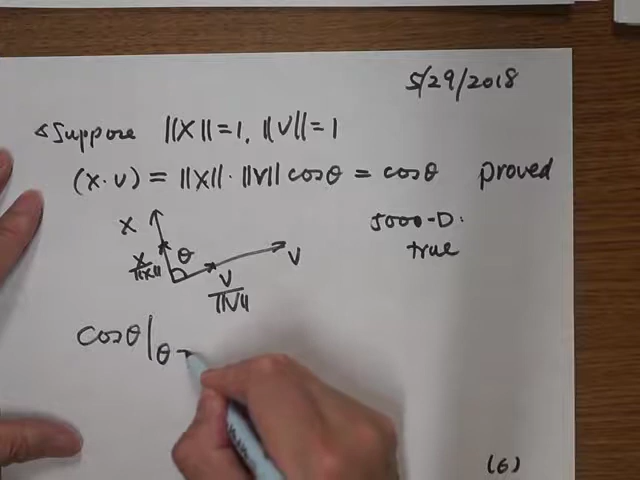 5/29/2018
Suppose ||X||=1, ||V||=1
(X·V) = ||X||·||V|| cosθ = cosθ proved
5000-D:
true
X
θ
X/||X||
V
V/||V||
cosθ|θ-
(6)